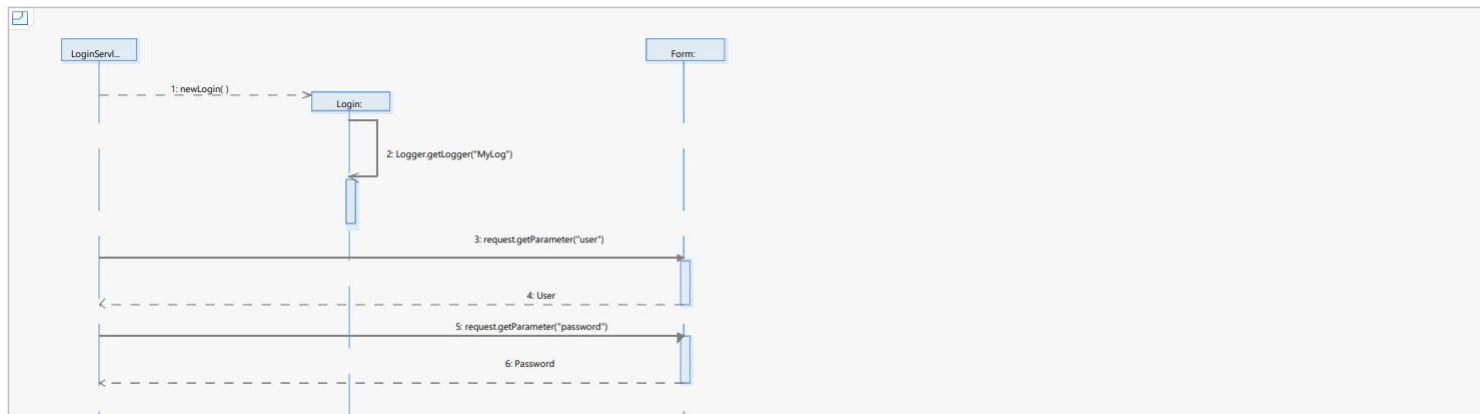 LoginServl...
Form:
1: newLogin( )
Login:
2: Logger.getLogger("MyLog")
3: request.getParameter("user")
4: User
5: request.getParameter("password")
6: Password